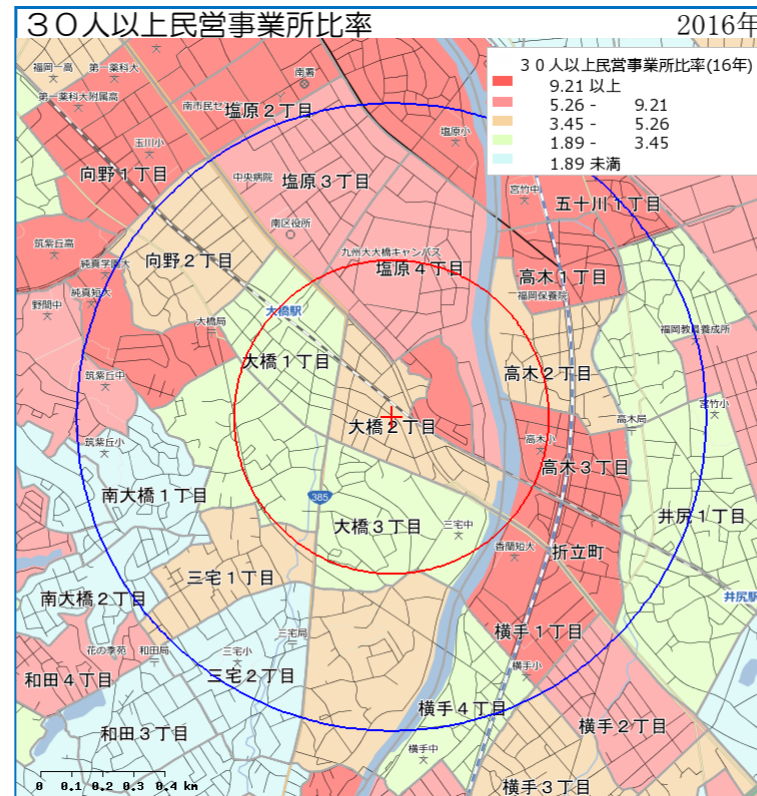 ３０人以上民営事業所比率 2016年
３０人以上民営事業所比率(16年)
9.21 以上
5.26 - 9.21
3.45 - 5.26
1.89 - 3.45
1.89 未満
福岡一高
第一薬科大
南署
第一薬科大附属高
南市民セ
塩原２丁目
塩原小
玉川小
向野１丁目
中央病院
塩原３丁目
宮竹中
五十川１丁目
南区役所
筑紫丘高
純真学園大
向野２丁目
九州大大橋キャンパス
塩原４丁目
高木１丁目
福岡保養院
純真短大
野間中
大橋局
大橋駅
福岡教員養成所
大橋１丁目
高木２丁目
筑紫丘中
宮竹小
大橋２丁目
高木局
筑紫丘小
高木小
高木３丁目
南大橋１丁目
385
大橋３丁目
三宅中
井尻１丁目
香蘭短大
折立町
三宅１丁目
南大橋２丁目
井尻駅
横手１丁目
花の季苑
和田局
三宅小
三宅局
横手小
和田４丁目
三宅２丁目
横手４丁目
横手２丁目
和田３丁目
横手中
0 0.1 0.2 0.3 0.4 km
横手３丁目